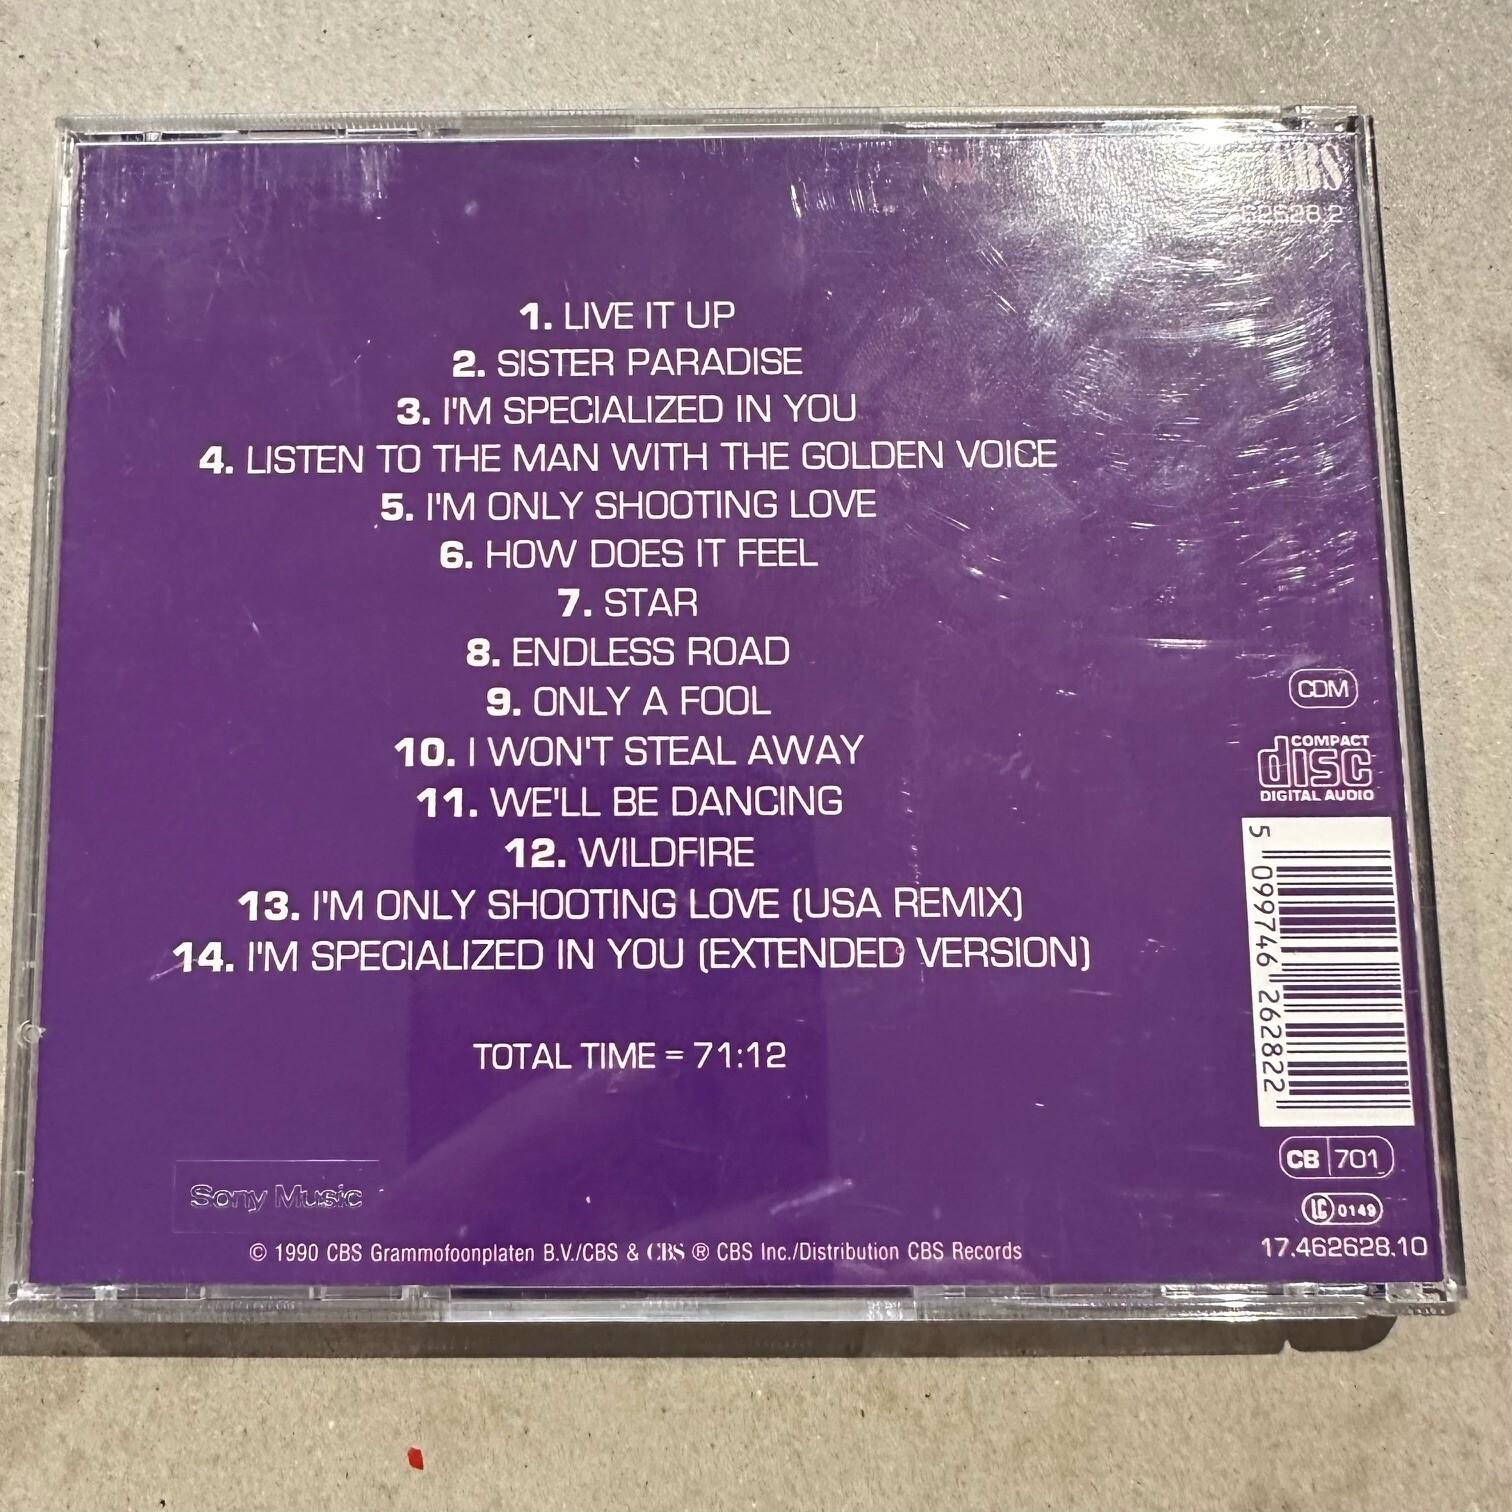 CBS
462628.2
1. LIVE IT UP
2. SISTER PARADISE
3. I'M SPECIALIZED IN YOU
4. LISTEN TO THE MAN WITH THE GOLDEN VOICE
5. I'M ONLY SHOOTING LOVE
6. HOW DOES IT FEEL
7. STAR
8. ENDLESS ROAD
9. ONLY A FOOL
10. I WON'T STEAL AWAY
11. WE'LL BE DANCING
12. WILDFIRE
13. I'M ONLY SHOOTING LOVE (USA REMIX)
14. I'M SPECIALIZED IN YOU (EXTENDED VERSION)
TOTAL TIME = 71:12
CDM
COMPACT
disc
DIGITAL AUDIO
5 099746 262822
CB 701
LC 0149
17.462628.10
Sony Music
© 1990 CBS Grammofoonplaten B.V./CBS & CBS ® CBS Inc./Distribution CBS Records